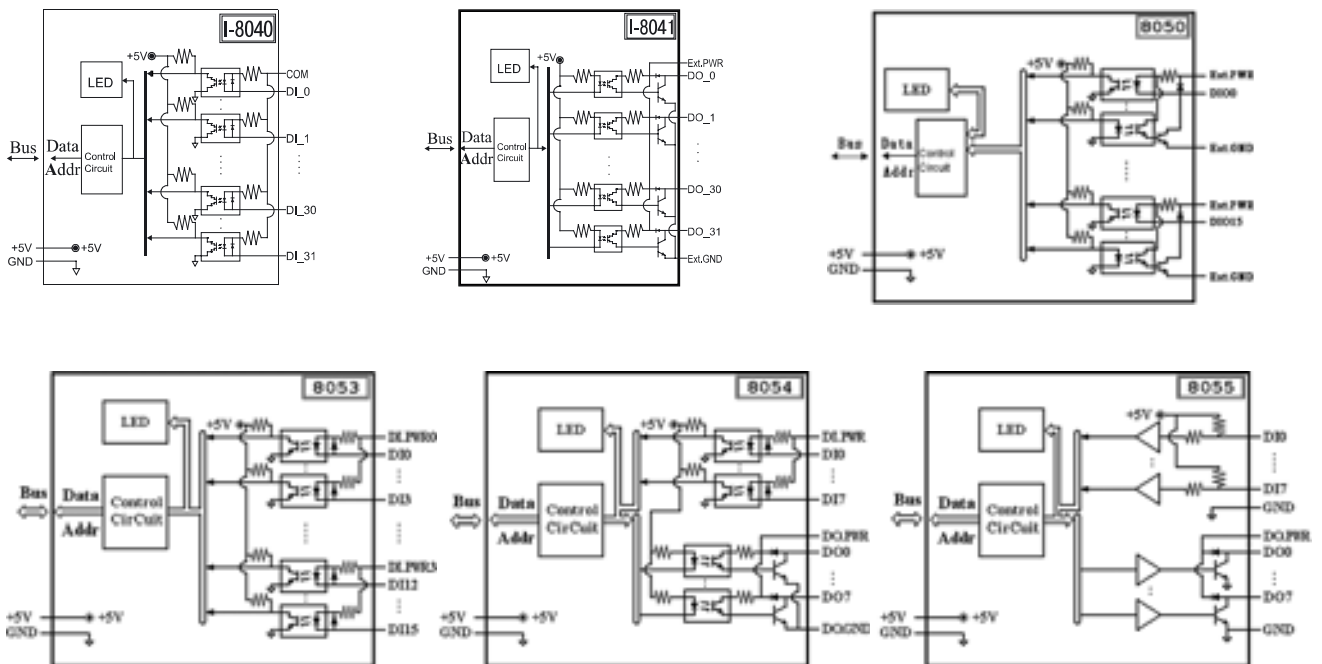 I-8040
+5V
LED
COM
DI_0
DI_1
Bus
Data
Addr
Control
Circuit
DI_30
DI_31
+5V
+5V
GND
I-8041
+5V
LED
Ext.PWR
DO_0
DO_1
Bus
Data
Addr
Control
Circuit
DO_30
DO_31
Ext.GND
+5V
+5V
GND
8050
+5V
LED
Ext.PWR
DIO0
Ext.GND
Bus
Data
Addr
Control
Circuit
Ext.PWR
DIO15
Ext.GND
+5V
+5V
GND
8053
+5V
LED
DI.PWR0
DI0
DI3
Bus
Data
Addr
Control
CirCuit
DI.PWR3
DI12
DI15
+5V
+5V
GND
8054
+5V
LED
DI.PWR
DI0
DI7
Bus
Data
Addr
Control
CirCuit
DO.PWR
DO0
DO7
DO.GND
+5V
+5V
GND
8055
+5V
LED
DI0
DI7
GND
Bus
Data
Addr
Control
CirCuit
DO.PWR
DO0
DO7
GND
+5V
+5V
GND